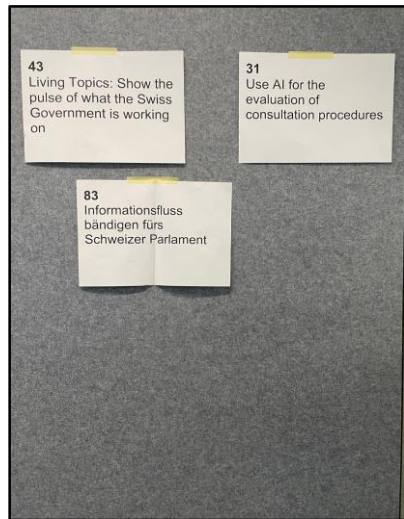 43
Living Topics: Show the
pulse of what the Swiss
Government is working
on
31
Use AI for the
evaluation of
consultation procedures
83
Informationsfluss
bändigen fürs
Schweizer Parlament